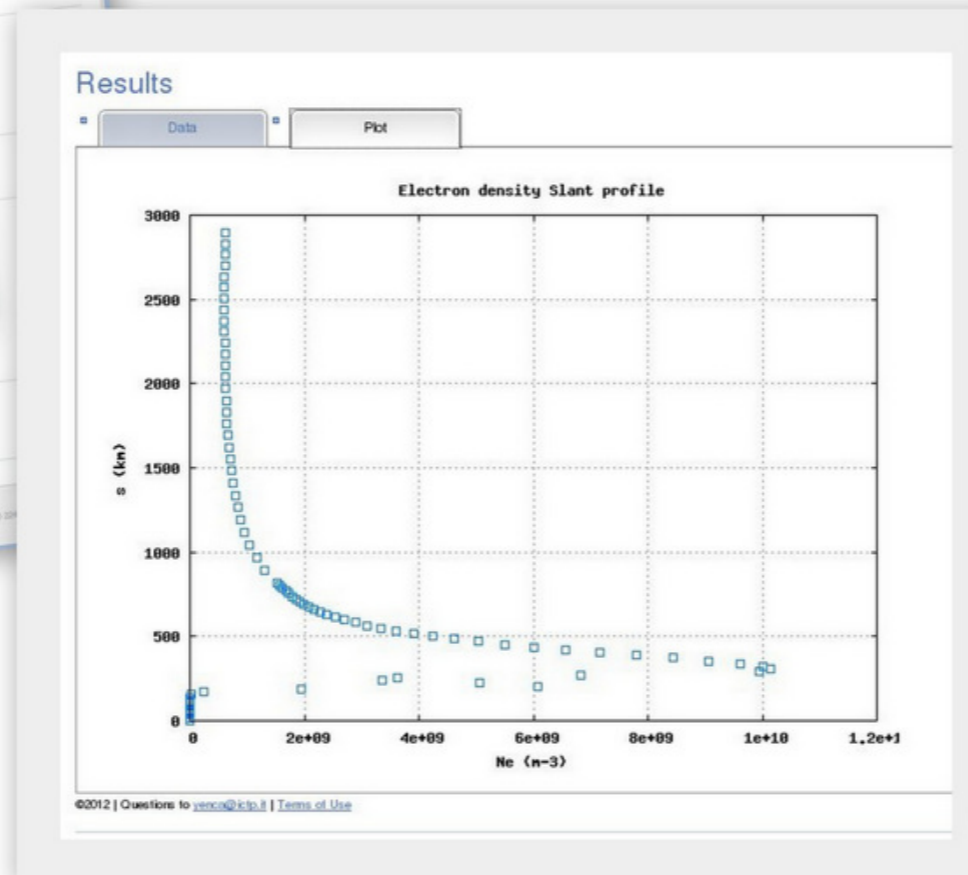 Results
Data
Plot
Electron density Slant profile
3000
2500
2000
1500
1000
500
0
s (km)
0 2e+09 4e+09 6e+09 8e+09 1e+10 1.2e+1
Ne (m-3)
©2012 | Questions to yenca@ictp.it | Terms of Use